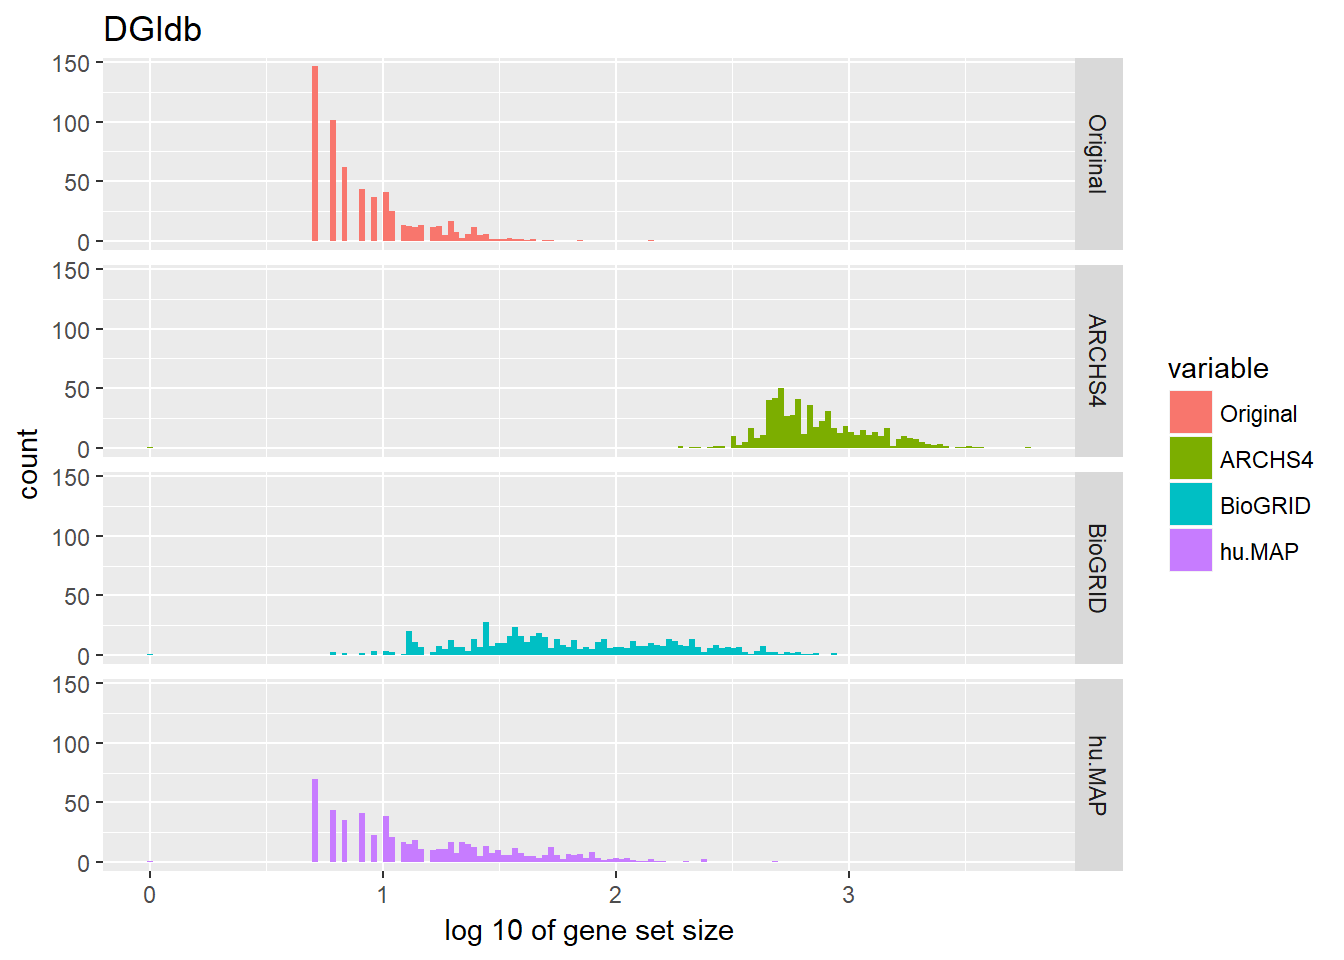 DGIdb
150
100
50
0
Original
150
100
50
0
ARCHS4
150
100
50
0
BioGRID
150
100
50
0
hu.MAP
0 1 2 3
log 10 of gene set size
count
variable
Original
ARCHS4
BioGRID
hu.MAP